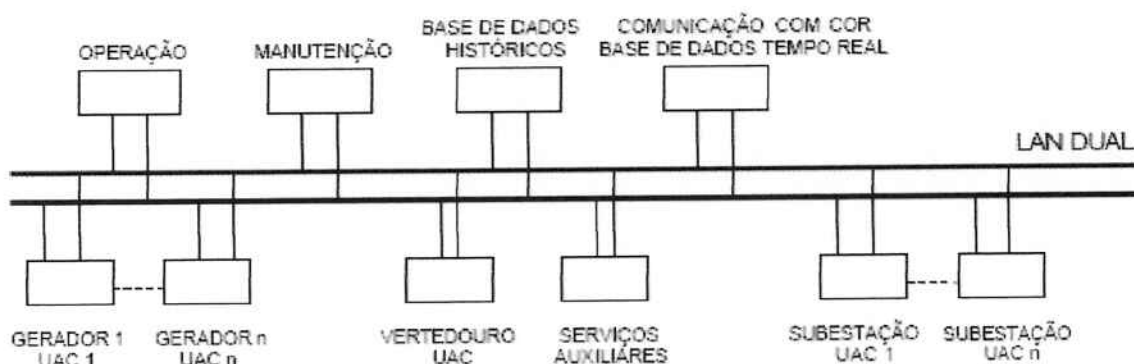 OPERAÇÃO
MANUTENÇÃO
BASE DE DADOS
HISTÓRICOS
COMUNICAÇÃO COM COR
BASE DE DADOS TEMPO REAL
LAN DUAL
GERADOR 1
UAC 1
GERADOR n
UAC n
VERTEDOURO
UAC
SERVIÇOS
AUXILIÁRES
SUBESTAÇÃO
UAC 1
SUBESTAÇÃO
UAC n